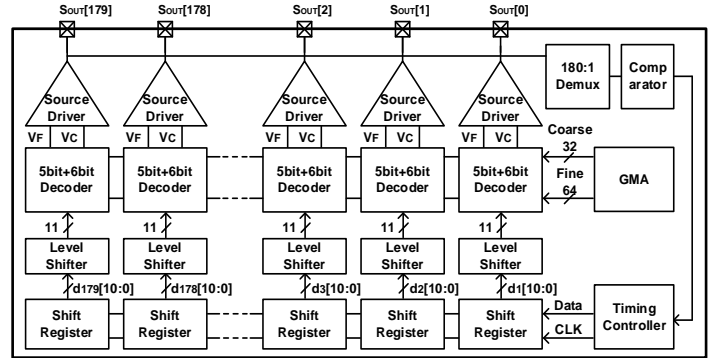 SOUT[179] SOUT[178] SOUT[2] SOUT[1] SOUT[0]
180:1 Demux
Comp arator
Source Driver
Source Driver
Source Driver
Source Driver
Source Driver
VF VC VF VC VF VC VF VC VF VC
Coarse
32
5bit+6bit Decoder
5bit+6bit Decoder
5bit+6bit Decoder
5bit+6bit Decoder
5bit+6bit Decoder
Fine
64
GMA
11 11 11 11 11
Level Shifter
Level Shifter
Level Shifter
Level Shifter
Level Shifter
d179[10:0] d178[10:0] d3[10:0] d2[10:0] d1[10:0]
Shift Register
Shift Register
Shift Register
Shift Register
Shift Register
Data
CLK
Timing Controller